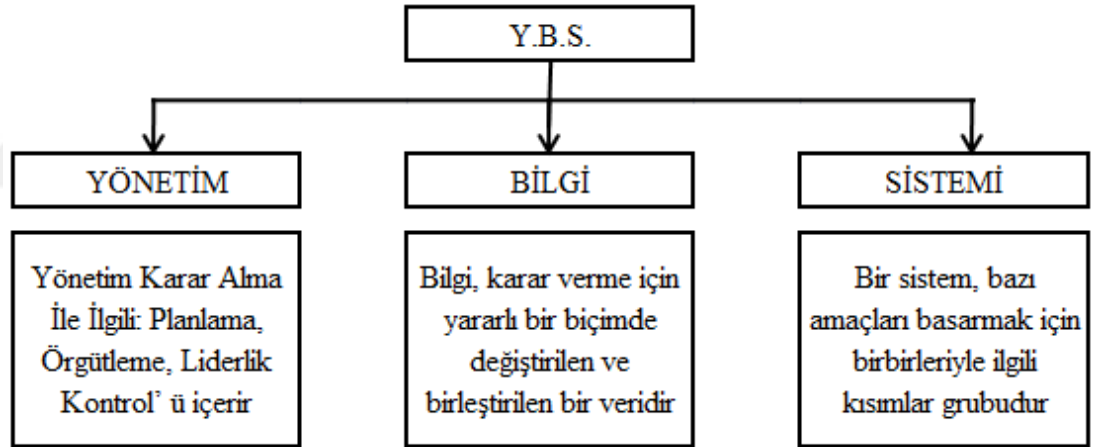 Y.B.S.
YÖNETİM
BİLGİ
SİSTEMİ
Yönetim Karar Alma
İle İlgili: Planlama,
Örgütleme, Liderlik
Kontrol’ ü içerir
Bilgi, karar verme için
yararlı bir biçimde
değiştirilen ve
birleştirilen bir veridir
Bir sistem, bazı
amaçları basarmak için
birbirleriyle ilgili
kısımlar grubudur